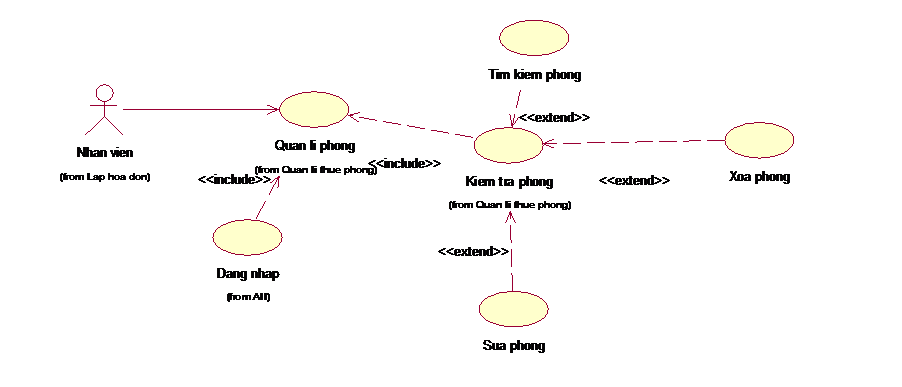 Tim kiem phong
<<extend>>
Nhan vien
(from Lap hoa don)
Quan li phong
(from Quan li thue phong)
<<include>>
<<include>>
Kiem tra phong
(from Quan li thue phong)
<<extend>>
Xoa phong
Dang nhap
(from All)
<<extend>>
Sua phong